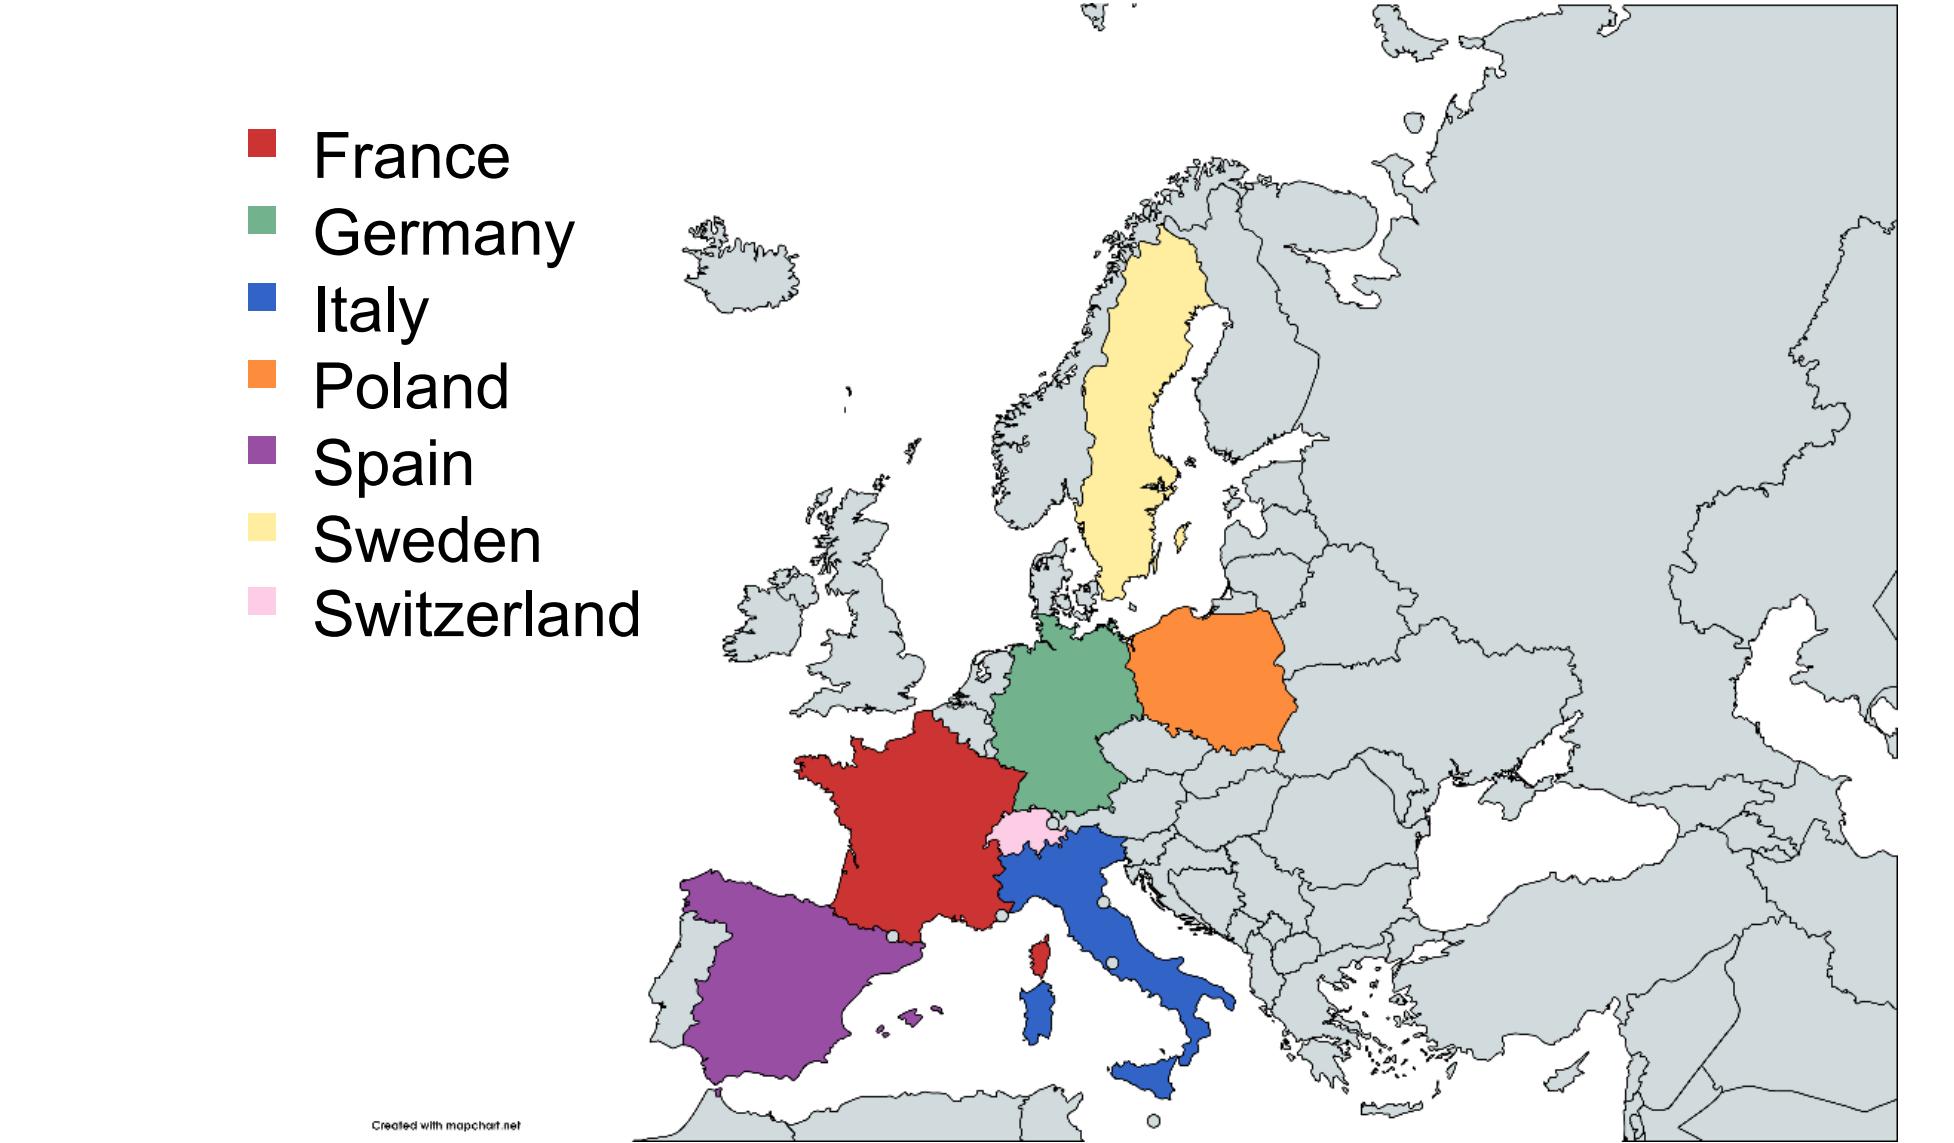 France
Germany
Italy
Poland
Spain
Sweden
Switzerland
Created with mapchart.net